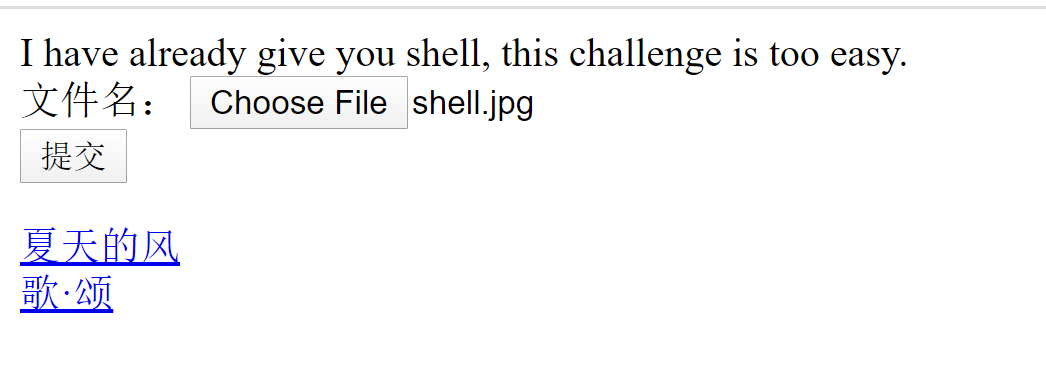 I have already give you shell, this challenge is too easy.
文件名： Choose File shell.jpg
提交
夏天的风
歌·颂